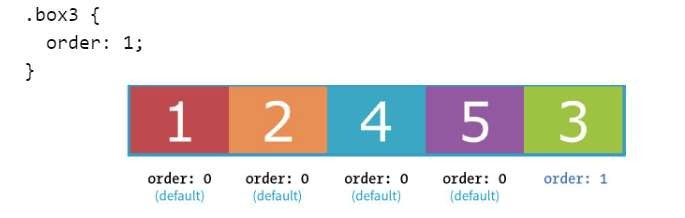 .box3 {
  order: 1;
}
1 2 4 5 3
order: 0 order: 0 order: 0 order: 0 order: 1
(default) (default) (default) (default)